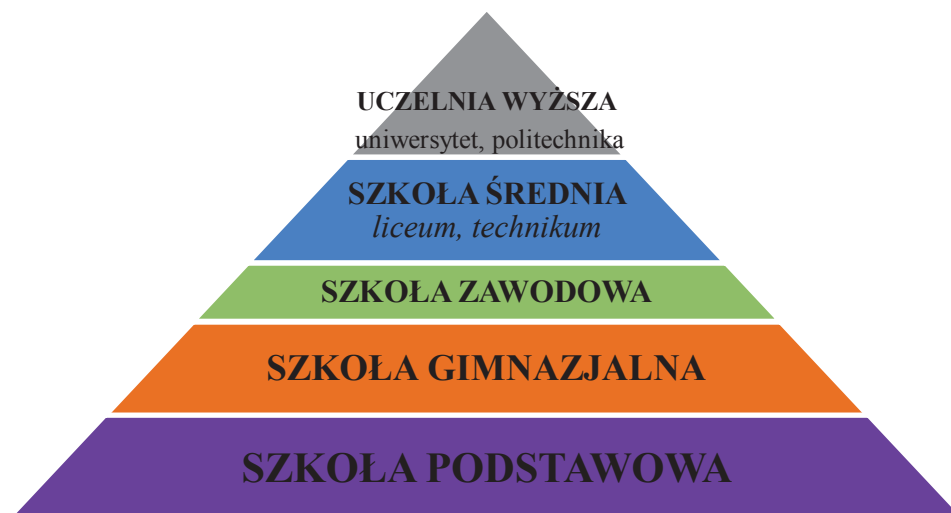 UCZELNIA WYŻSZA
uniwersytet, politechnika
SZKOŁA ŚREDNIA
liceum, technikum
SZKOŁA ZAWODOWA
SZKOŁA GIMNAZJALNA
SZKOŁA PODSTAWOWA